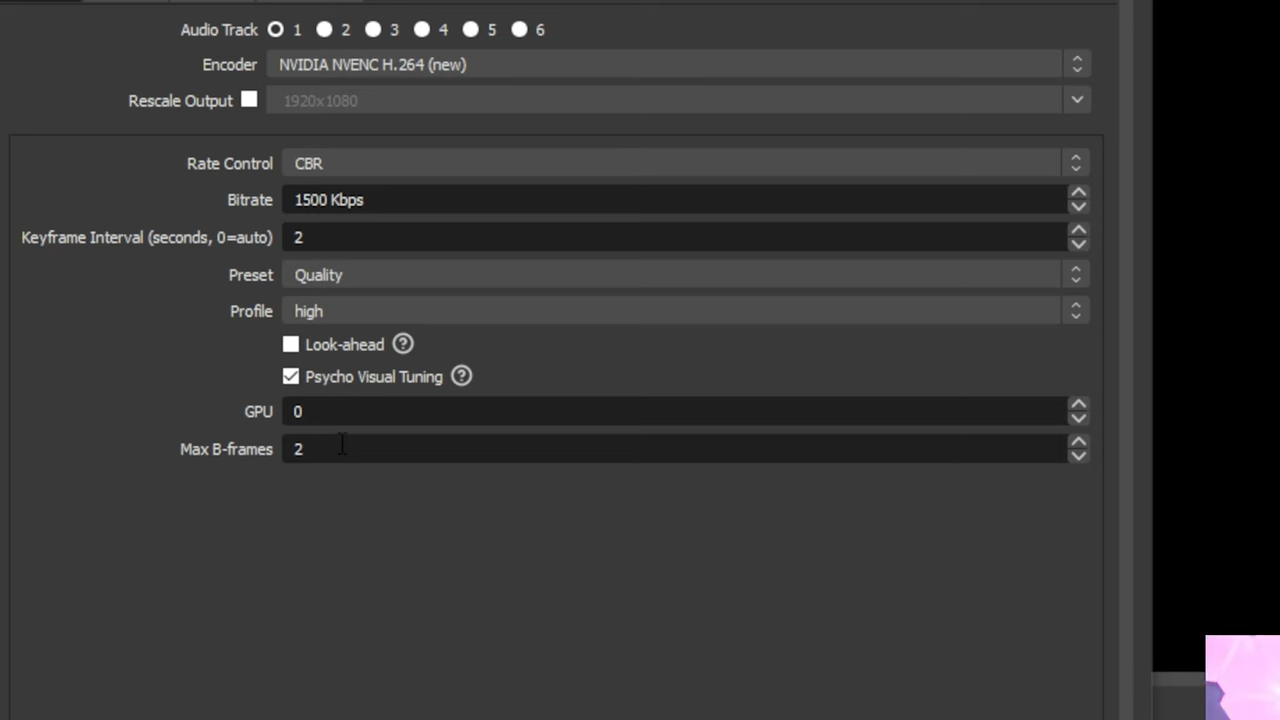 Audio Track 1 2 3 4 5 6
Encoder NVIDIA NVENC H.264 (new)
Rescale Output 1920x1080
Rate Control CBR
Bitrate 1500 Kbps
Keyframe Interval (seconds, 0=auto) 2
Preset Quality
Profile high
Look-ahead ?
Psycho Visual Tuning ?
GPU 0
Max B-frames 2